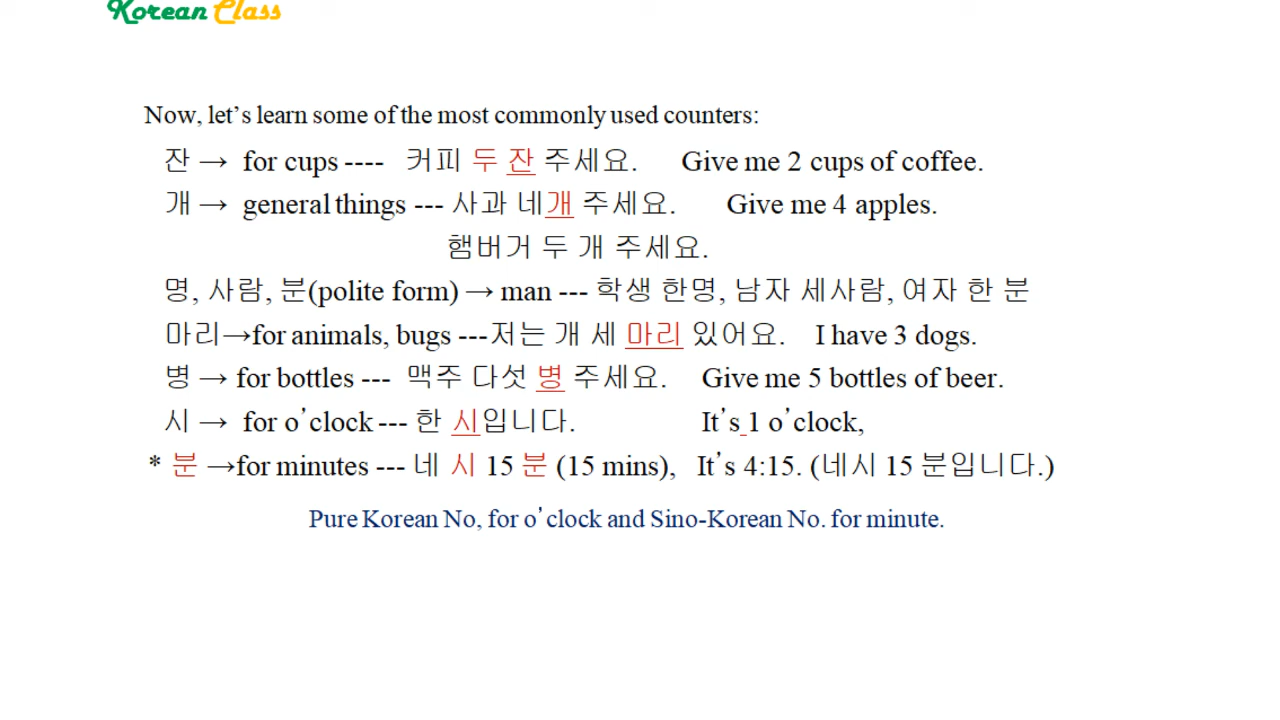 Korean Class
Now, let’s learn some of the most commonly used counters:
잔 → for cups ---- 커피 두 잔 주세요. Give me 2 cups of coffee.
개 → general things --- 사과 네개 주세요. Give me 4 apples.
햄버거 두 개 주세요.
명, 사람, 분(polite form) → man --- 학생 한명, 남자 세사람, 여자 한 분
마리→for animals, bugs ---저는 개 세 마리 있어요. I have 3 dogs.
병 → for bottles --- 맥주 다섯 병 주세요. Give me 5 bottles of beer.
시 → for o’clock --- 한 시입니다. It’s 1 o’clock,
* 분 →for minutes --- 네 시 15 분 (15 mins), It’s 4:15. (네시 15 분입니다.)
Pure Korean No, for o’clock and Sino-Korean No. for minute.